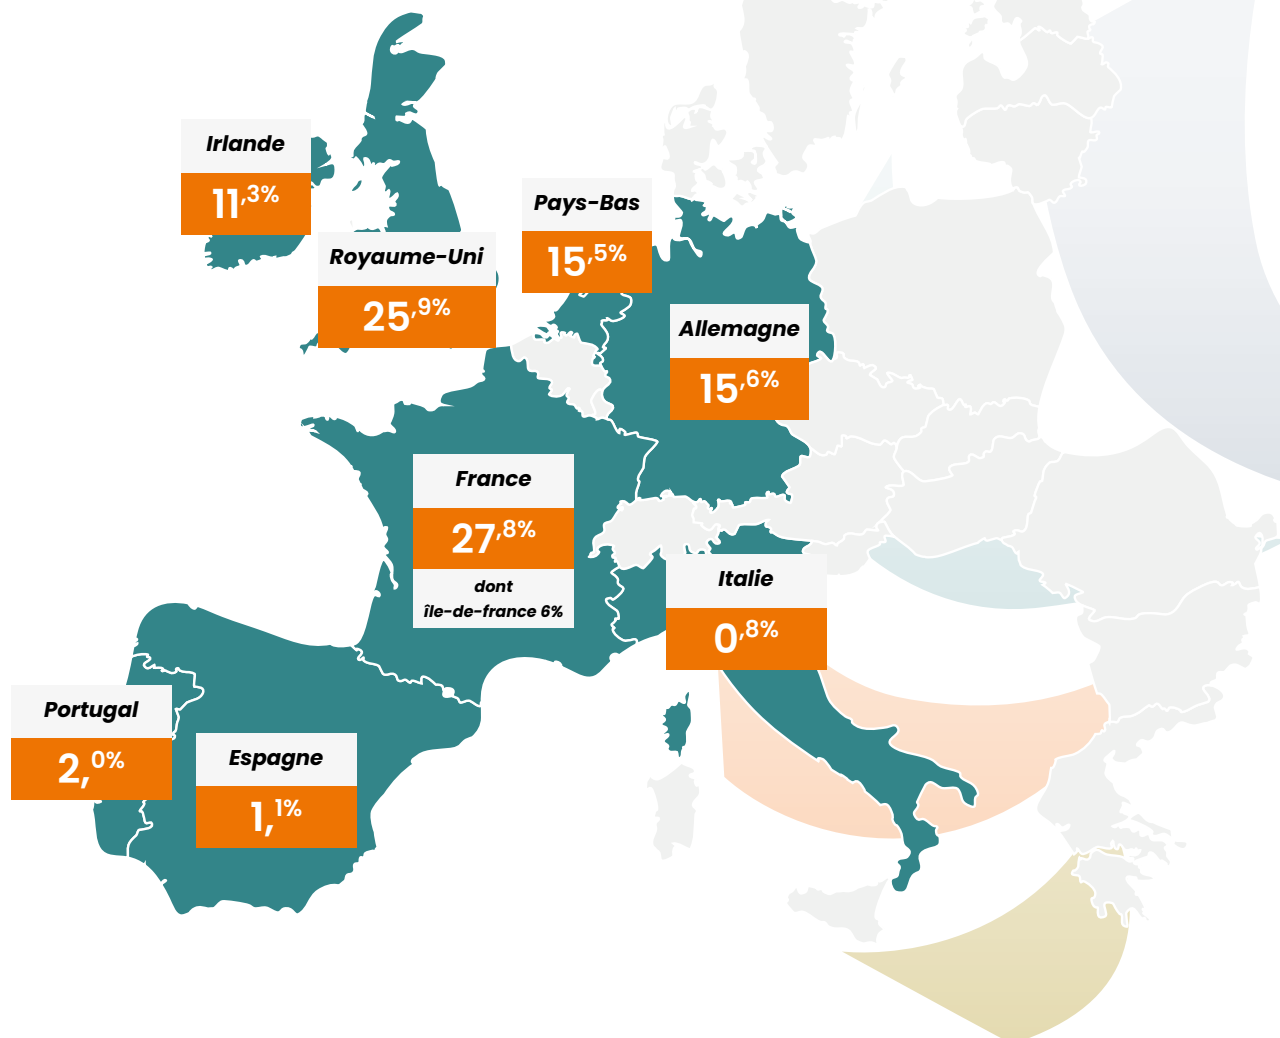 Irlande
11,3%
Pays-Bas
15,5%
Royaume-Uni
25,9%
Allemagne
15,6%
France
27,8%
dont
île-de-france 6%
Italie
0,8%
Portugal
2,0%
Espagne
1,1%